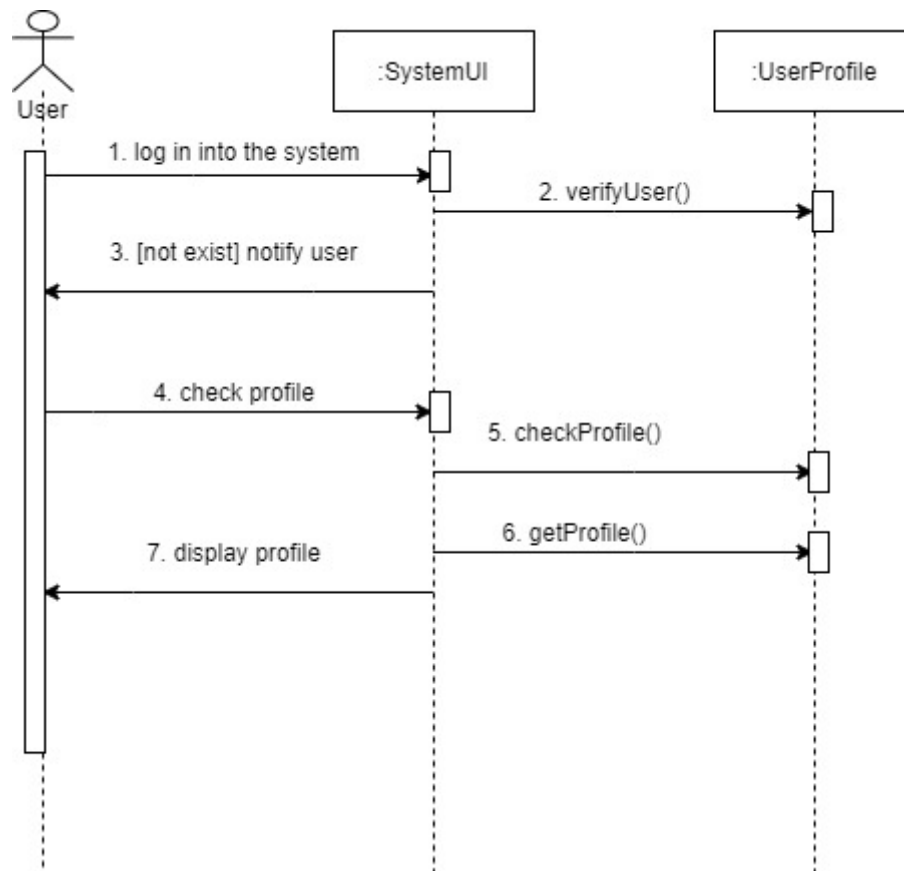 User
:SystemUI
:UserProfile
1. log in into the system
2. verifyUser()
3. [not exist] notify user
4. check profile
5. checkProfile()
6. getProfile()
7. display profile